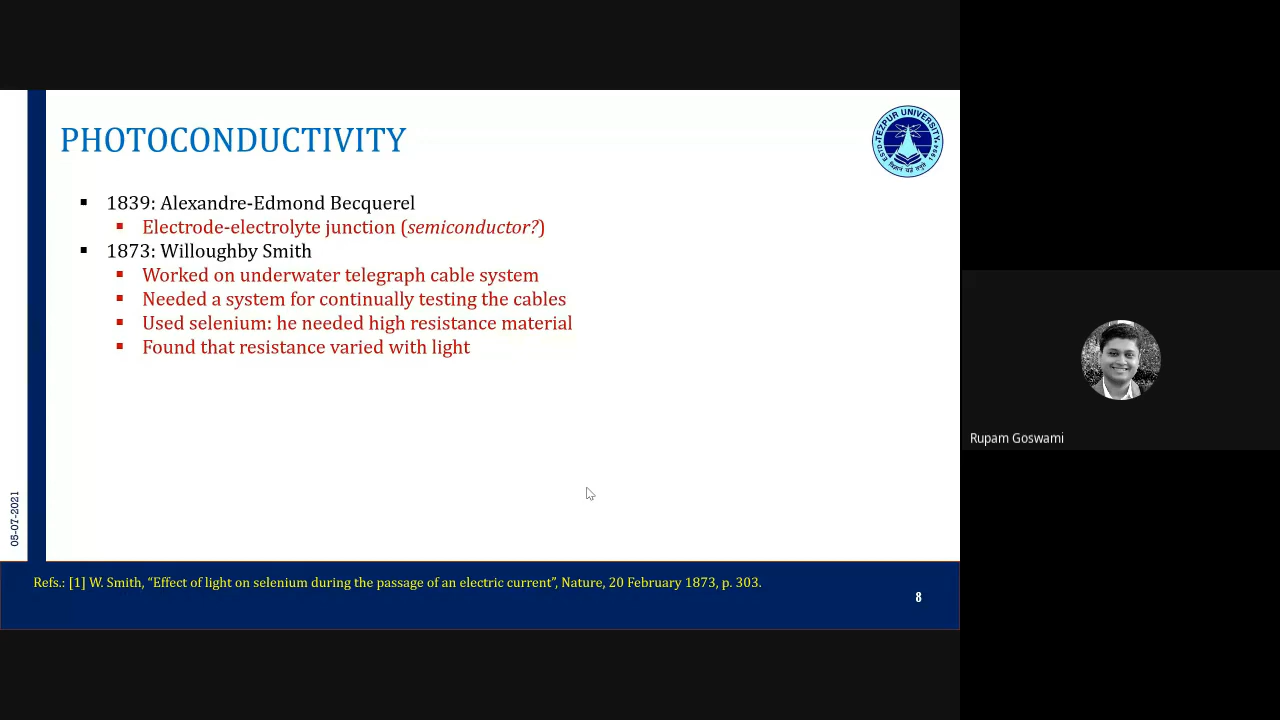 PHOTOCONDUCTIVITY
TEZPUR UNIVERSITY
▪ 1839: Alexandre-Edmond Becquerel
▪ Electrode-electrolyte junction (semiconductor?)
▪ 1873: Willoughby Smith
▪ Worked on underwater telegraph cable system
▪ Needed a system for continually testing the cables
▪ Used selenium: he needed high resistance material
▪ Found that resistance varied with light
Rupam Goswami
Refs.: [1] W. Smith, “Effect of light on selenium during the passage of an electric current”, Nature, 20 February 1873, p. 303.
8